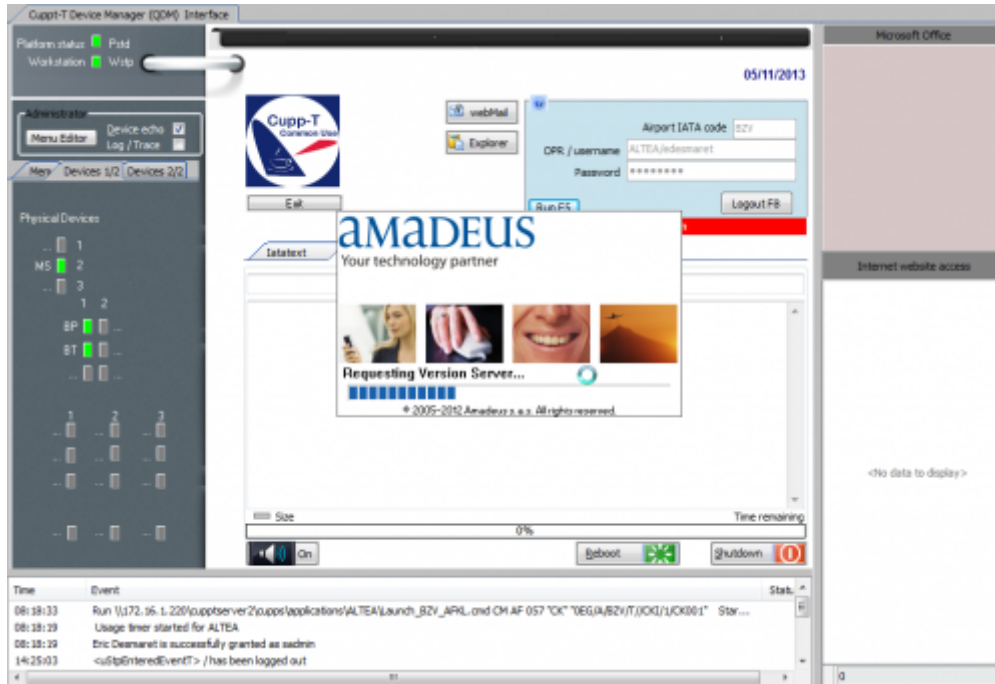 Cuppt-T Device Manager (QDM) Interface
Platform status Pstd
Workstation Wstp
Microsoft Office
05/11/2013
Administrator
Menu Editor
Device echo
Log / Trace
Cupp-T
Common Use
webMail
Explorer
Airport IATA code BZV
OPR / username ALTEA/edesmaret
Password ********
Exit
Run F5
Logout F8
Devices 1/2
Devices 2/2
Physical Devices
... 1
MS 2
... 3
1 2
BP ...
BT ...
... ...
1 2 3
... ... ...
... ... ...
... ... ...
... ... ...
Iatatext
amadeus
Your technology partner
Requesting Version Server...
© 2005-2012 Amadeus s.a.s. All rights reserved.
Internet website access
<No data to display>
Size
Time remaining
0%
On
Reboot
Shutdown
Time Event
08:18:33 Run \\172.16.1.220\cupptserver2\cupps\applications\ALTEA\Launch_BZV_AFKL.cmd CM AF 057 "CK" "0EG/A/BZV/T//CKI/1/CK001" Star...
08:18:19 Usage timer started for ALTEA
08:18:19 Eric Desmaret is successfully granted as sadmin
14:25:03 <uStpEnteredEventT> / has been logged out
0